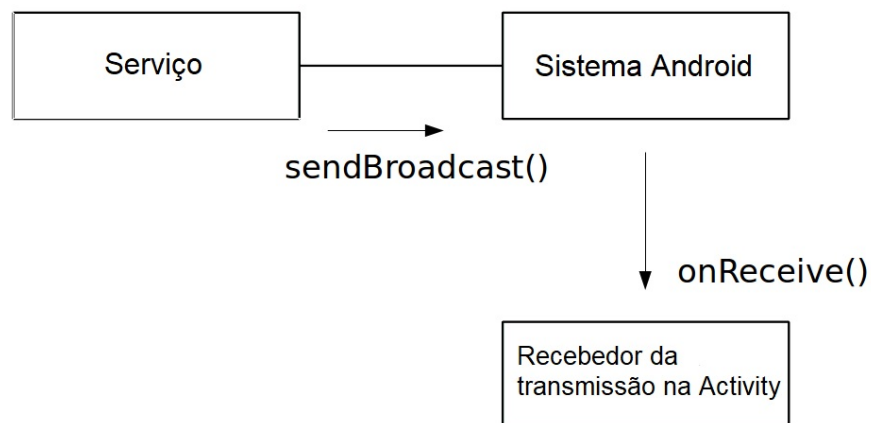 Serviço
Sistema Android
sendBroadcast()
onReceive()
Recebedor da
transmissão na Activity